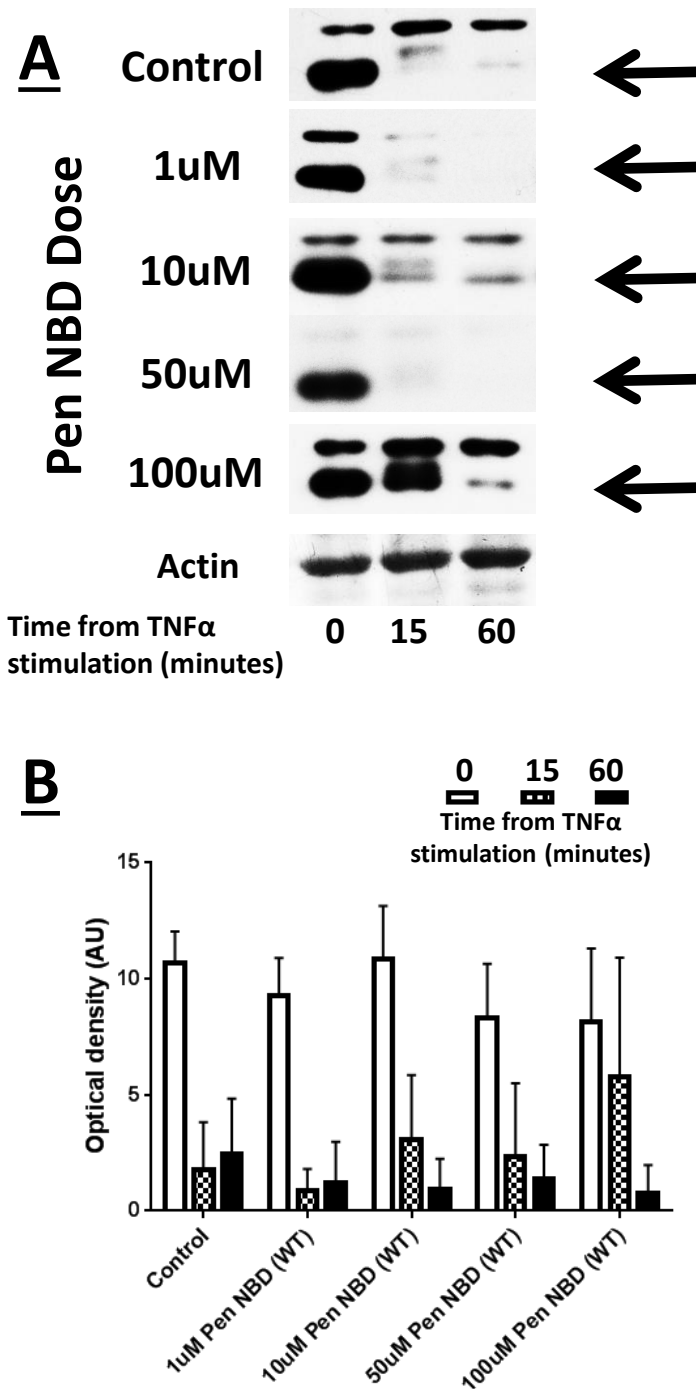 A
Control
Pen NBD Dose
1uM
10uM
50uM
100uM
Actin
Time from TNFα
stimulation (minutes)
0 15 60
B
0 15 60
Time from TNFα
stimulation (minutes)
Optical density (AU)
15
10
5
0
Control
1uM Pen NBD (WT)
10uM Pen NBD (WT)
50uM Pen NBD (WT)
100uM Pen NBD (WT)